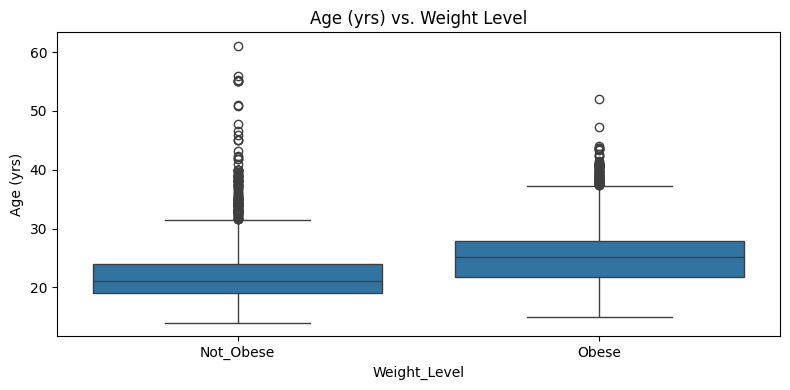 Age (yrs) vs. Weight Level
60
50
40
30
20
Age (yrs)
Not_Obese
Obese
Weight_Level